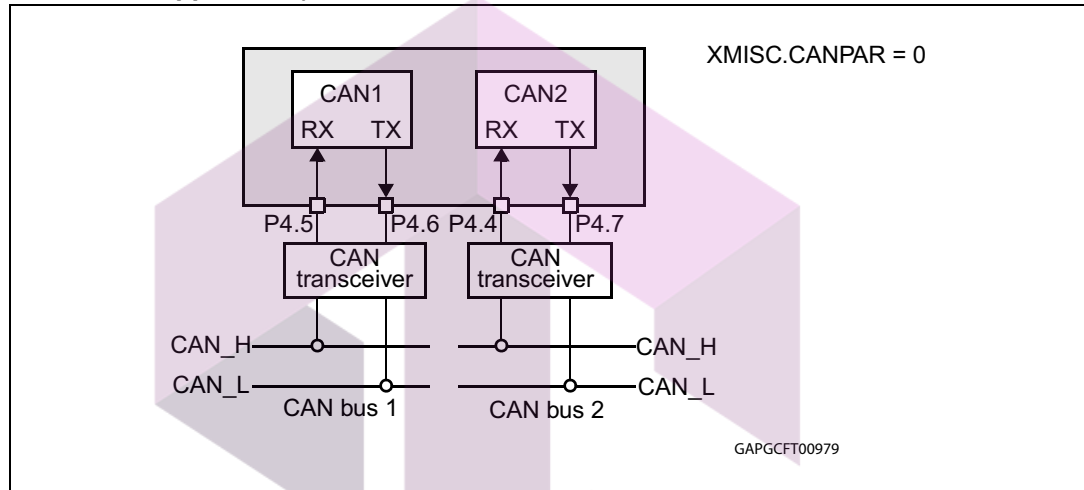 XMISC.CANPAR = 0
CAN1 CAN2
RX TX RX TX
P4.5 P4.6 P4.4 P4.7
CAN transceiver CAN transceiver
CAN_H CAN_H
CAN_L CAN_L
CAN bus 1 CAN bus 2
GAPGCFT00979